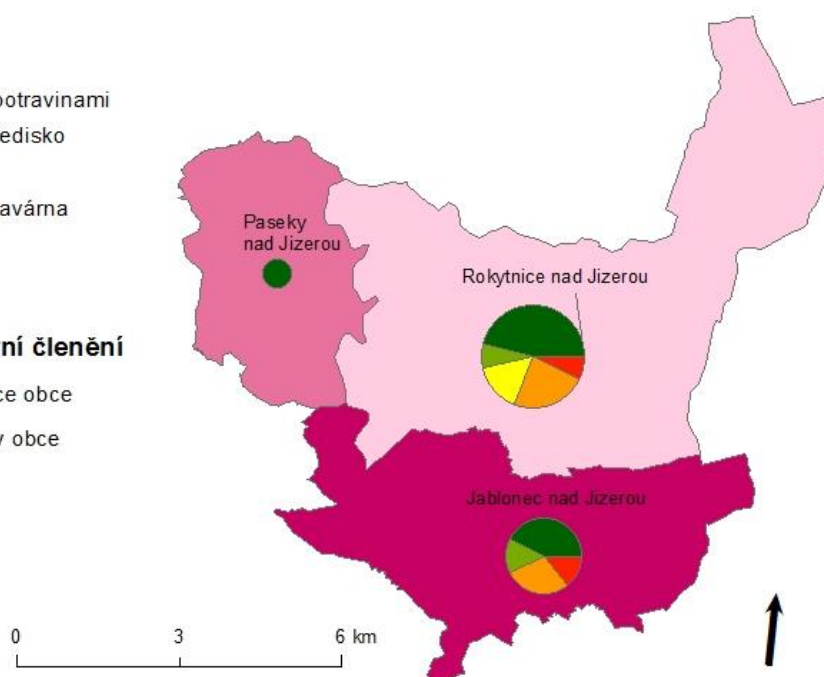 potravinami
edisko
avárna
Paseky
nad Jizerou
Rokytnice nad Jizerou
ní členění
ce obce
y obce
Jablonec nad Jizerou
0 3 6 km